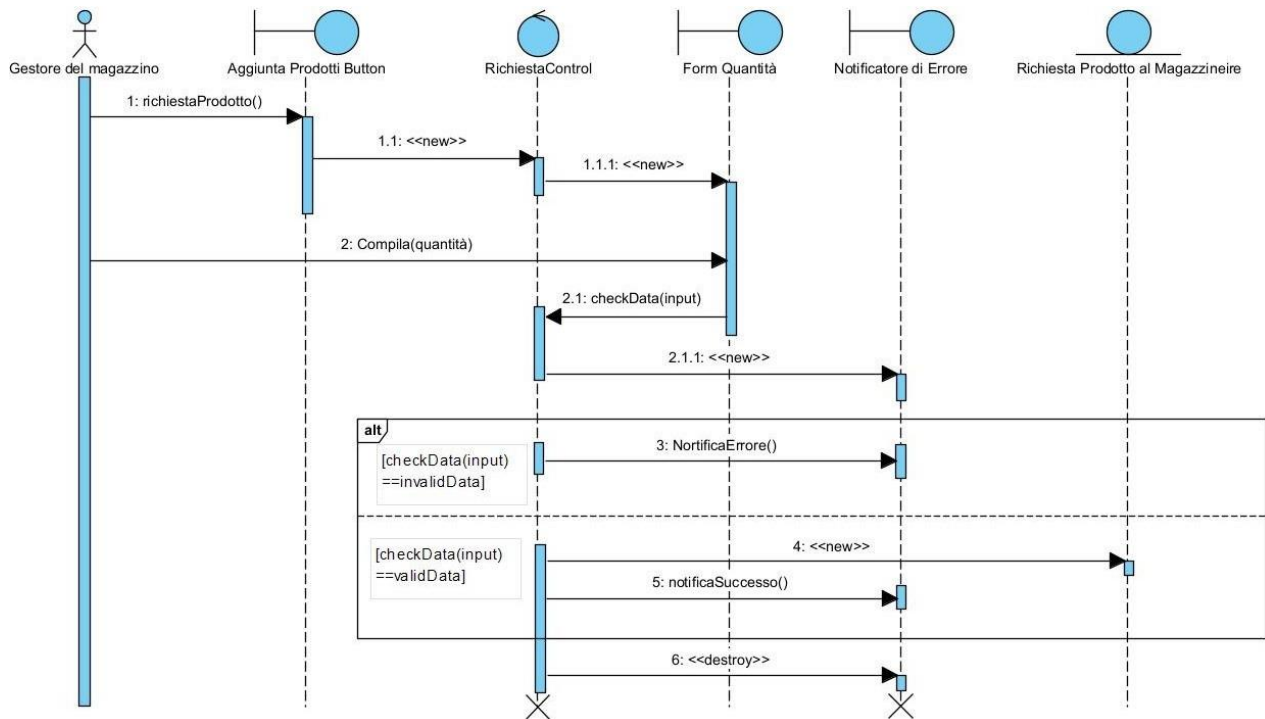 Gestore del magazzino
Aggiunta Prodotti Button
RichiestaControl
Form Quantità
Notificatore di Errore
Richiesta Prodotto al Magazzineire
1: richiestaProdotto()
1.1: <<new>>
1.1.1: <<new>>
2: Compila(quantità)
2.1: checkData(input)
2.1.1: <<new>>
alt
[checkData(input)
==invalidData]
3: NortificaErrore()
[checkData(input)
==validData]
4: <<new>>
5: notificaSuccesso()
6: <<destroy>>